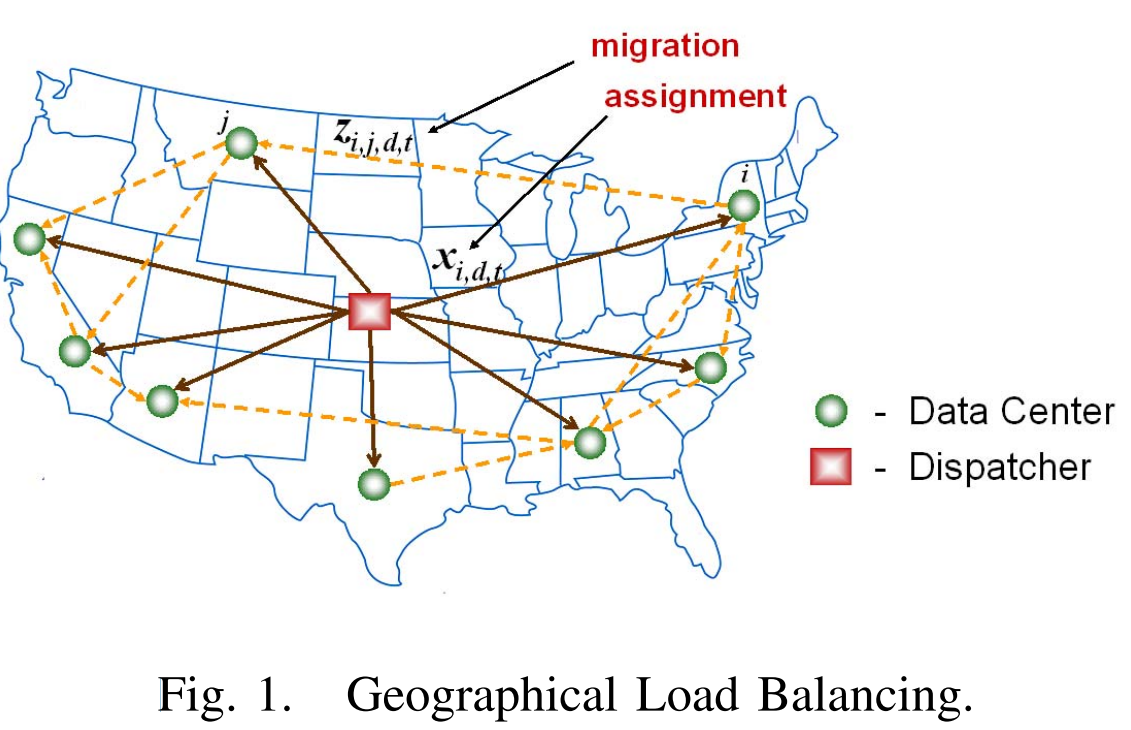 migration
assignment
j
z_{i,j,d,t}
i
x_{i,d,t}
- Data Center
- Dispatcher
Fig. 1. Geographical Load Balancing.